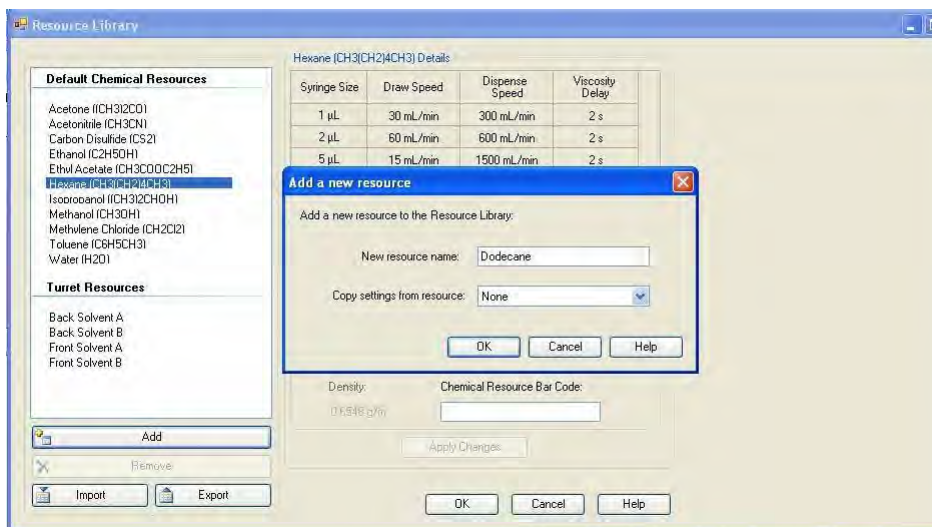 Resource Library
Default Chemical Resources
Acetone ((CH3)2CO)
Acetonitrile (CH3CN)
Carbon Disulfide (CS2)
Ethanol (C2H5OH)
Ethyl Acetate (CH3COOC2H5)
Hexane (CH3(CH2)4CH3)
Isopropanol ((CH3)2CHOH)
Methanol (CH3OH)
Methylene Chloride (CH2Cl2)
Toluene (C6H5CH3)
Water (H2O)
Turret Resources
Back Solvent A
Back Solvent B
Front Solvent A
Front Solvent B
Add
Remove
Import Export
Hexane (CH3(CH2)4CH3) Details
Syringe Size Draw Speed Dispense Speed Viscosity Delay
1 µL 30 mL/min 300 mL/min 2 s
2 µL 60 mL/min 600 mL/min 2 s
5 µL 15 mL/min 1500 mL/min 2 s
Add a new resource
Add a new resource to the Resource Library:
New resource name: Dodecane
Copy settings from resource: None
OK Cancel Help
Density: Chemical Resource Bar Code:
Apply Changes
OK Cancel Help